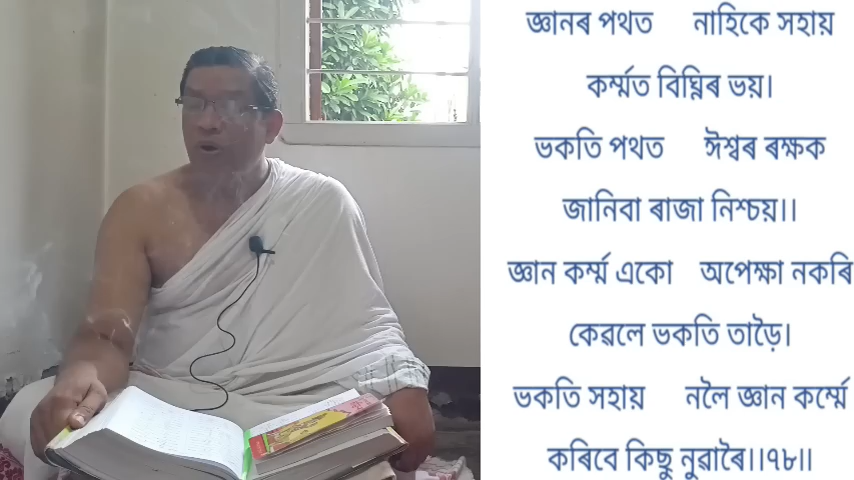 জ্ঞানৰ পথত নাহিকে সহায়
কৰ্ম্মত বিঘ্নিৰ ভয়।
ভকতি পথত ঈশ্বৰ ৰক্ষক
জানিবা ৰাজা নিশ্চয়।।
জ্ঞান কৰ্ম্ম একো অপেক্ষা নকৰি
কেৱলে ভকতি তাড়ৈ।
ভকতি সহায় নলৈ জ্ঞান কৰ্ম্মে
কৰিবে কিছু নুৱাৰৈ।।৭৮।।